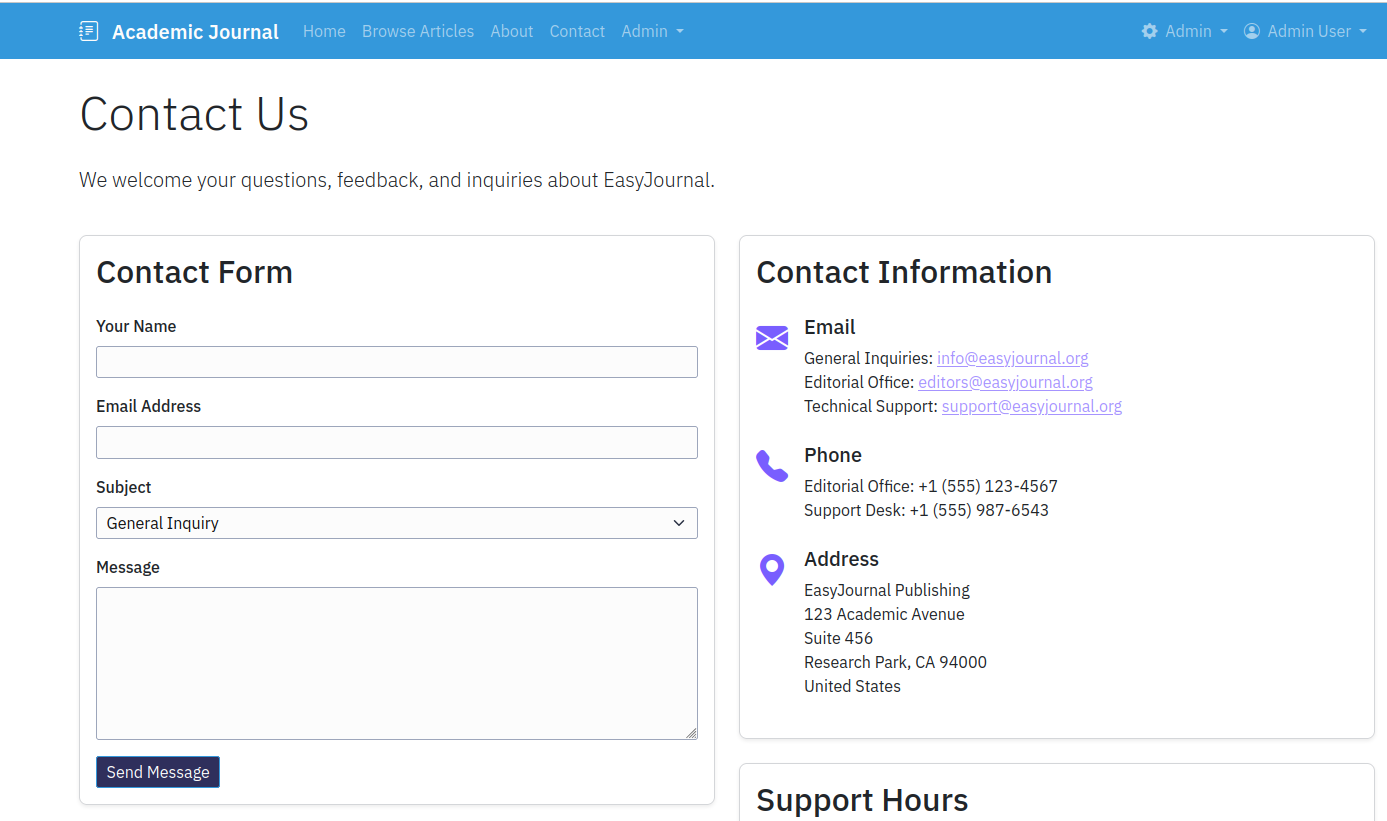 Academic Journal Home Browse Articles About Contact Admin Admin Admin User
Contact Us
We welcome your questions, feedback, and inquiries about EasyJournal.
Contact Form
Your Name
Email Address
Subject
General Inquiry
Message
Send Message
Contact Information
Email
General Inquiries: info@easyjournal.org
Editorial Office: editors@easyjournal.org
Technical Support: support@easyjournal.org
Phone
Editorial Office: +1 (555) 123-4567
Support Desk: +1 (555) 987-6543
Address
EasyJournal Publishing
123 Academic Avenue
Suite 456
Research Park, CA 94000
United States
Support Hours